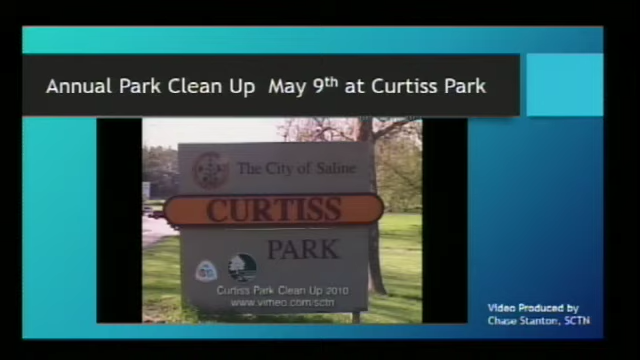 Annual Park Clean Up May 9th at Curtiss Park
The City of Saline
CURTISS
PARK
Curtiss Park Clean Up 2010
www.vimeo.com/sctn
Video Produced by
Chase Stanton, SCTN